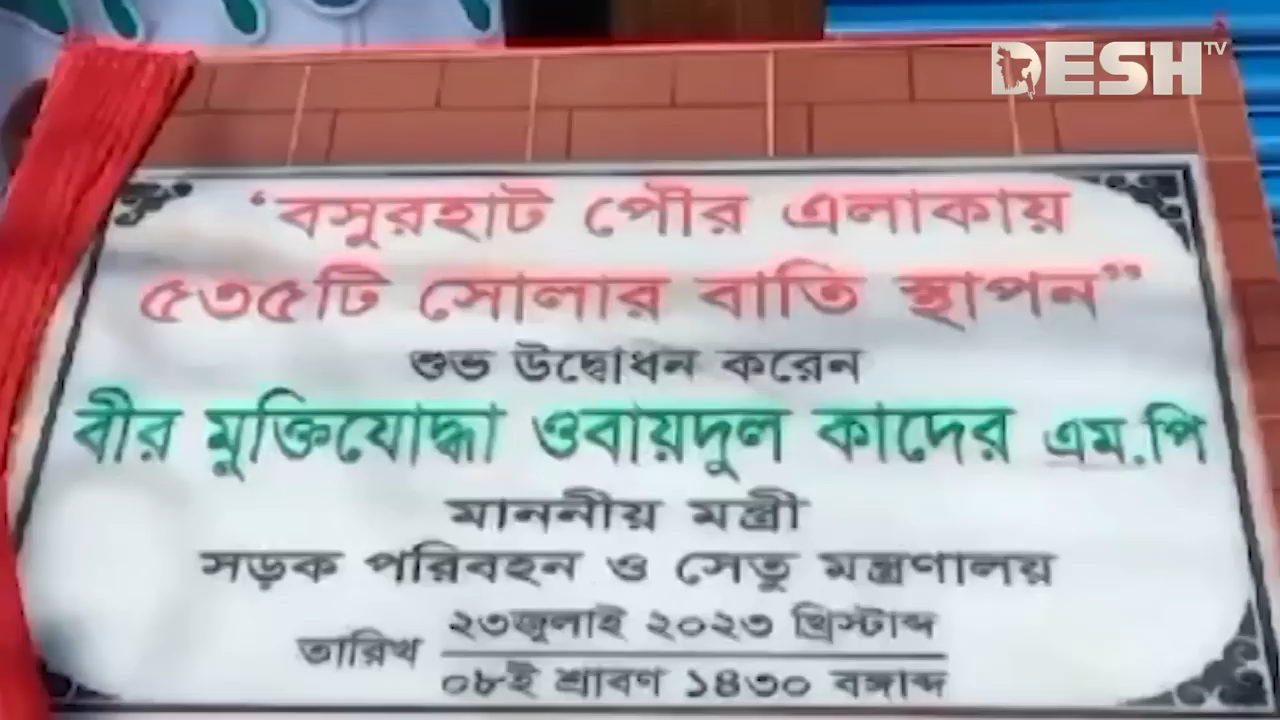 DESH TV
‘বসুরহাট পৌর এলাকায়
৫৩৫টি সোলার বাতি স্থাপন”
শুভ উদ্বোধন করেন
বীর মুক্তিযোদ্ধা ওবায়দুল কাদের এম.পি
মাননীয় মন্ত্রী
সড়ক পরিবহন ও সেতু মন্ত্রণালয়
তারিখ ২৩জুলাই ২০২৩ খ্রিস্টাব্দ
০৮ই শ্রাবণ ১৪৩০ বঙ্গাব্দ